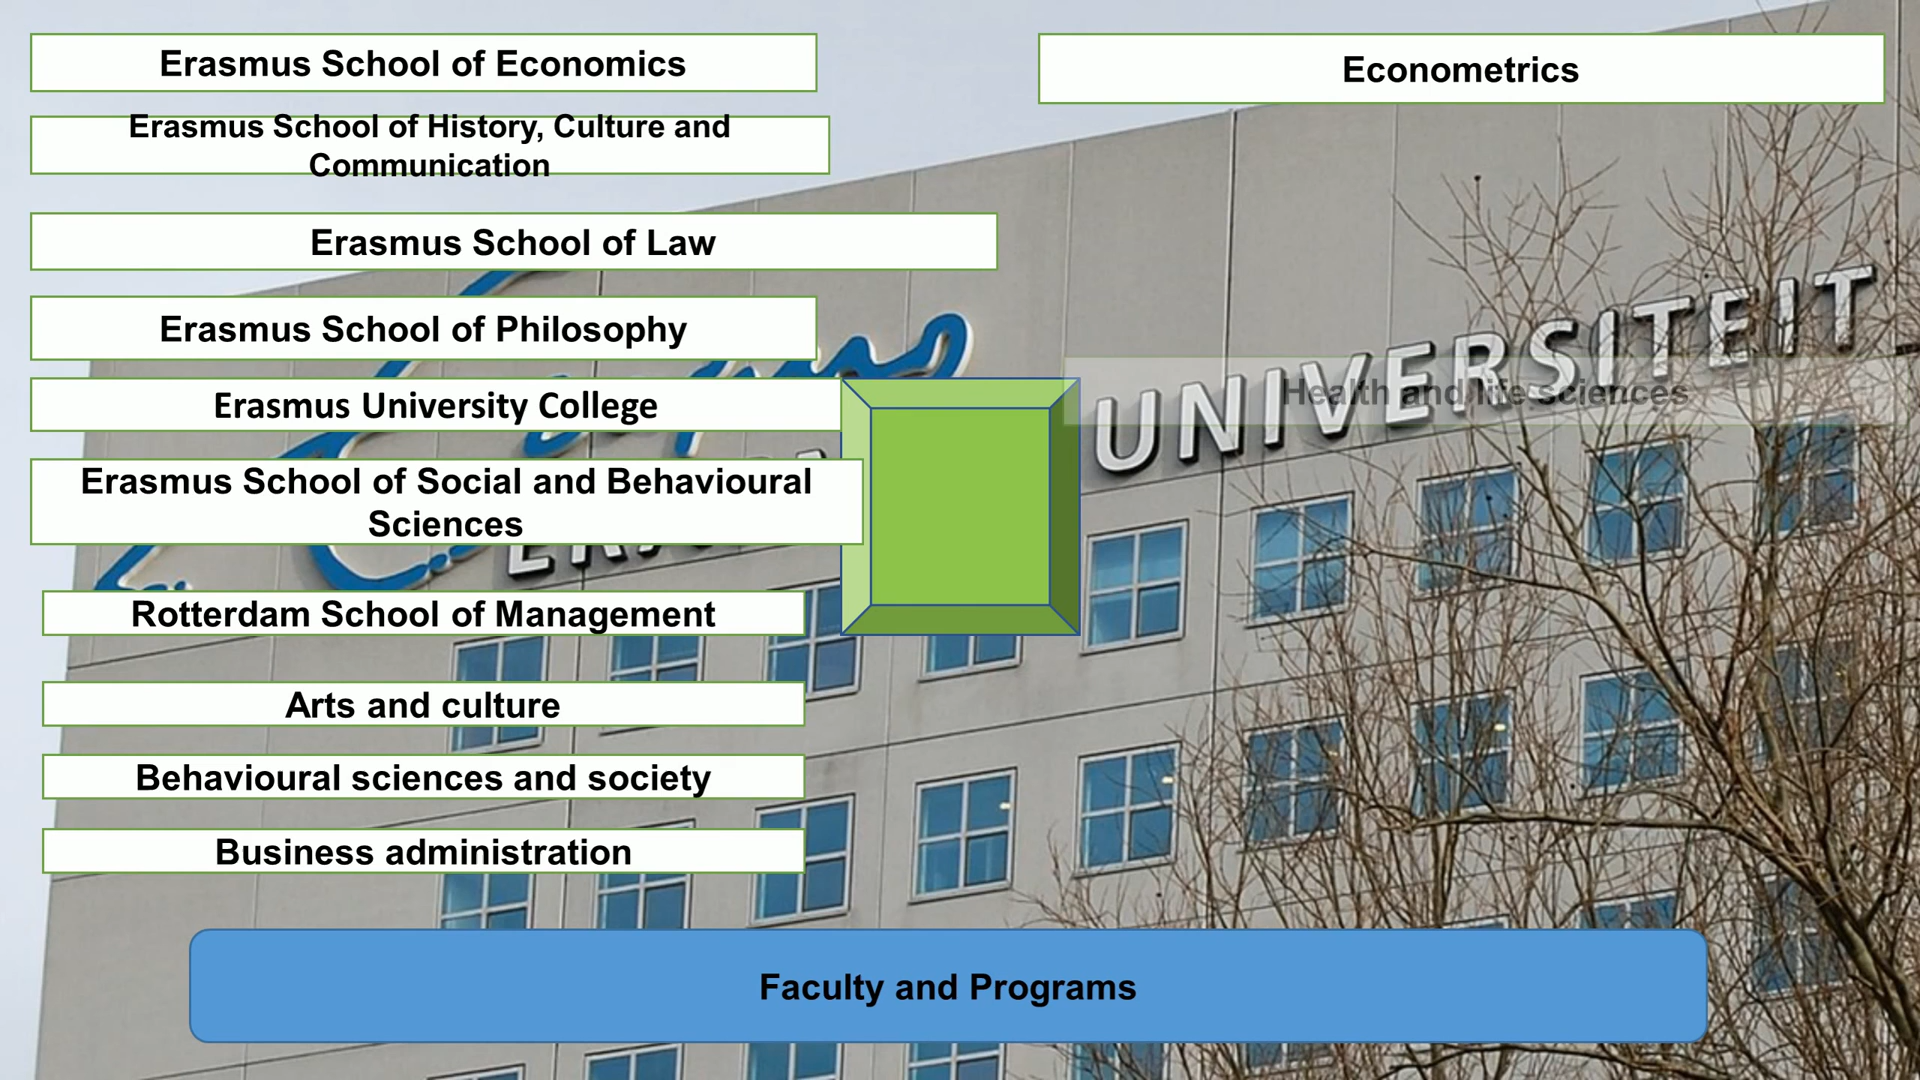 Erasmus School of Economics
Erasmus School of History, Culture and
Communication
Erasmus School of Law
Erasmus School of Philosophy
Erasmus University College
Erasmus School of Social and Behavioural
Sciences
Rotterdam School of Management
Arts and culture
Behavioural sciences and society
Business administration
Econometrics
UNIVERSITEIT
Health and life sciences
Faculty and Programs